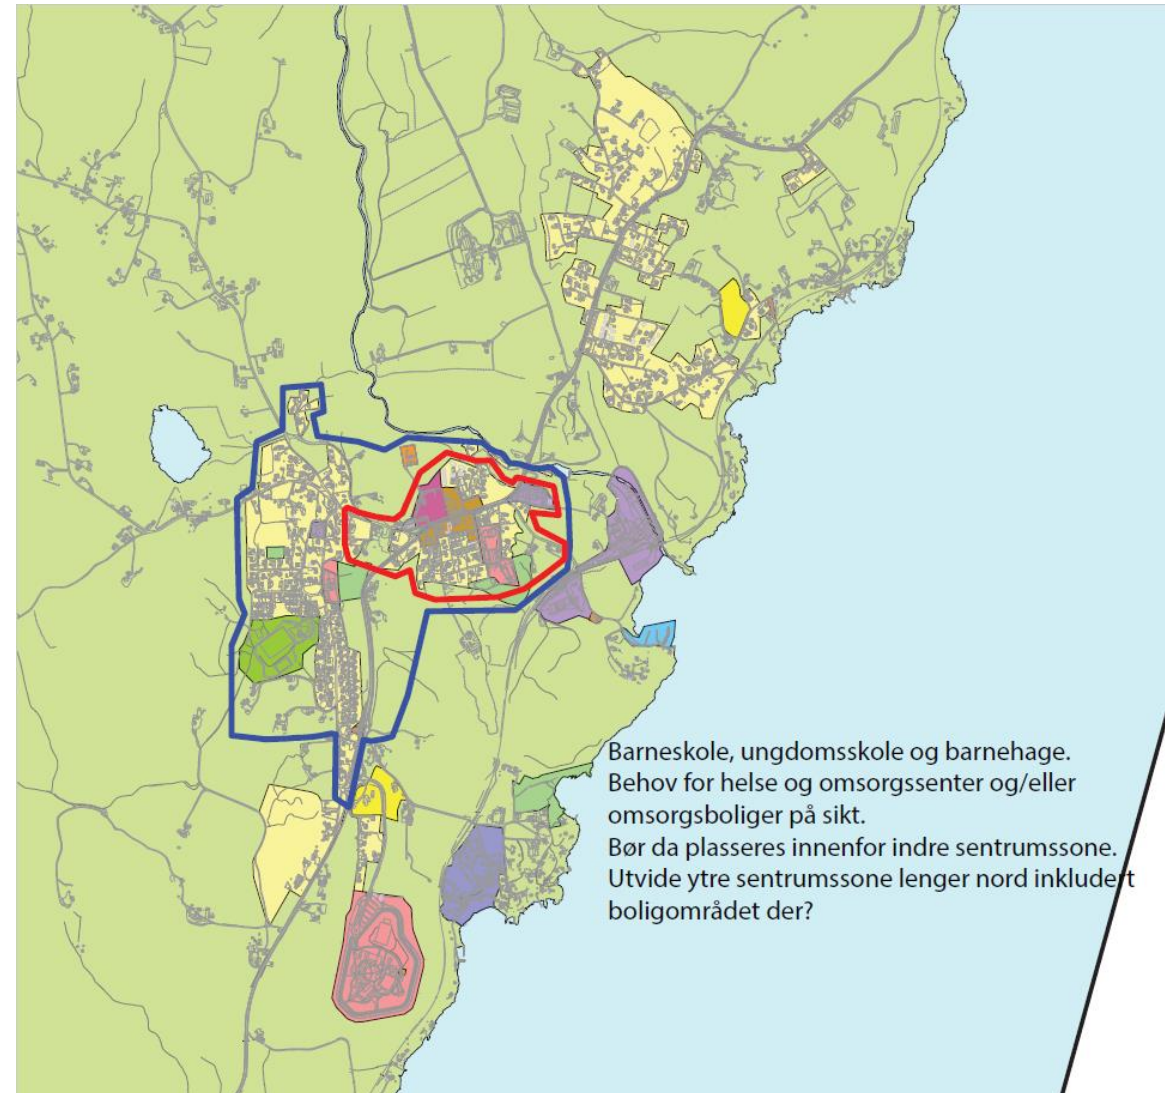 Barneskole, ungdomsskole og barnehage.
Behov for helse og omsorgssenter og/eller
omsorgsboliger på sikt.
Bør da plasseres innenfor indre sentrumssone.
Utvide ytre sentrumssone lenger nord inkludert
boligområdet der?